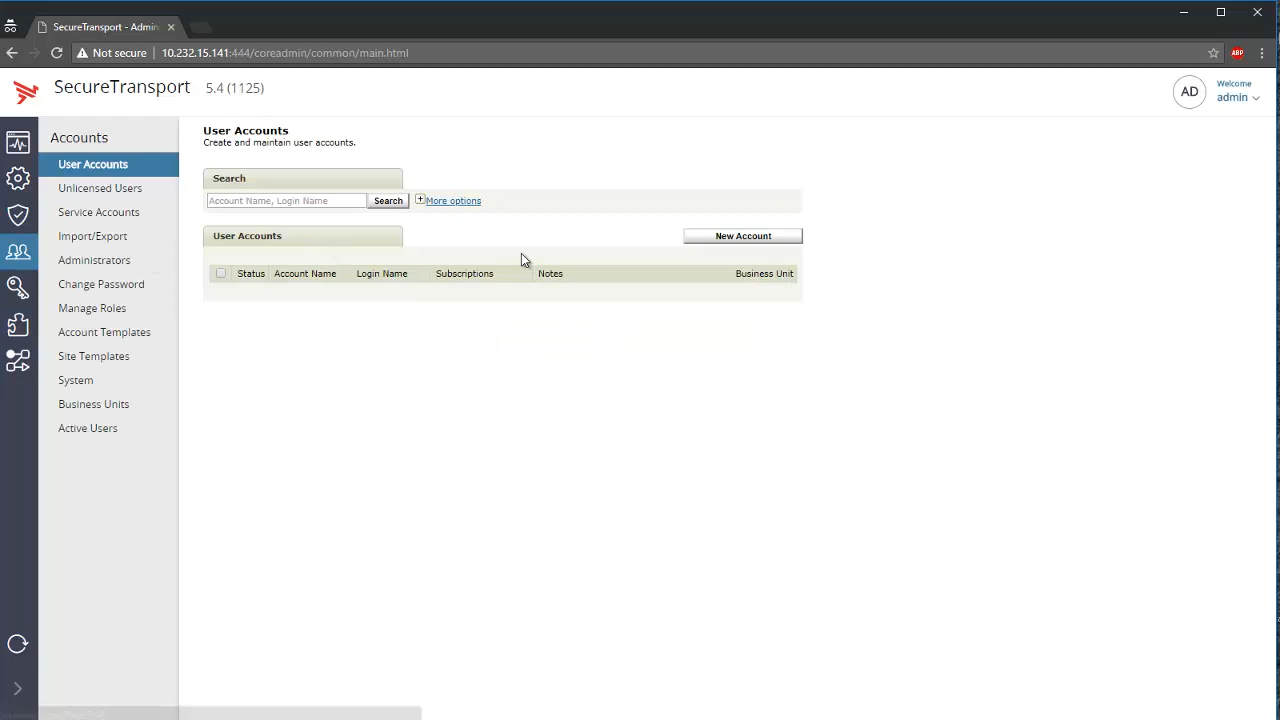 SecureTransport - Admin
Not secure 10.232.15.141:444/coreadmin/common/main.html
ABP
SecureTransport 5.4 (1125)
AD
Welcome
admin
Accounts
User Accounts
Unlicensed Users
Service Accounts
Import/Export
Administrators
Change Password
Manage Roles
Account Templates
Site Templates
System
Business Units
Active Users
User Accounts
Create and maintain user accounts.
Search
Account Name, Login Name Search More options
User Accounts New Account
Status Account Name Login Name Subscriptions Notes Business Unit